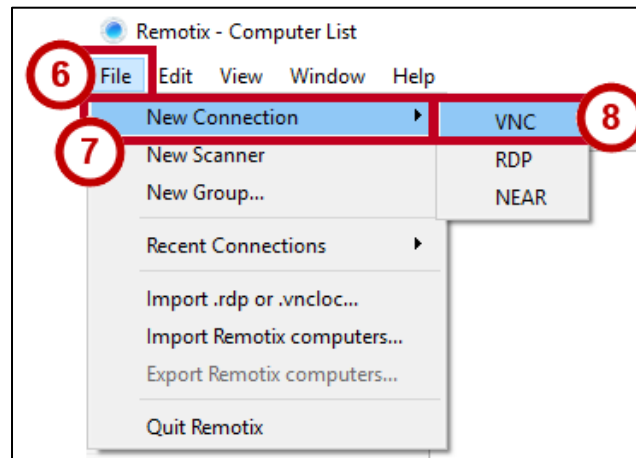 Remotix - Computer List
6 File Edit View Window Help
New Connection VNC 8
7 New Scanner RDP
New Group... NEAR
Recent Connections
Import .rdp or .vncloc...
Import Remotix computers...
Export Remotix computers...
Quit Remotix